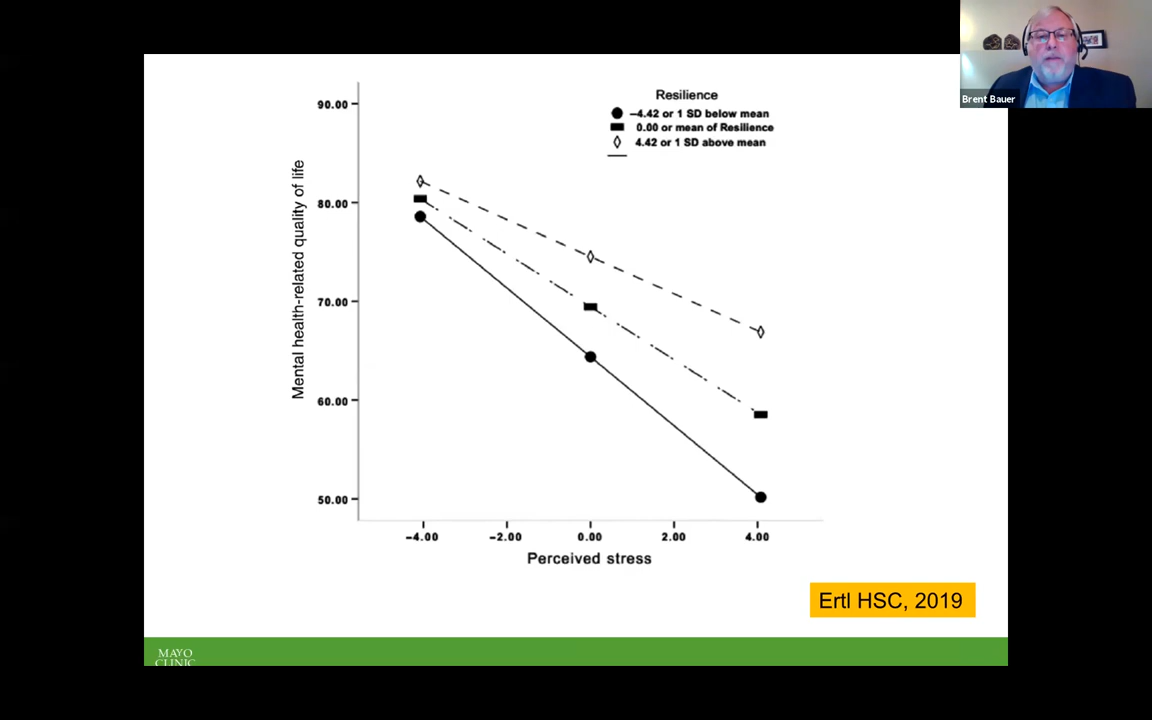 Brent Bauer
Resilience
−4.42 or 1 SD below mean
0.00 or mean of Resilience
4.42 or 1 SD above mean
Mental health-related quality of life
90.00
80.00
70.00
60.00
50.00
−4.00 −2.00 0.00 2.00 4.00
Perceived stress
Ertl HSC, 2019
MAYO
CLINIC